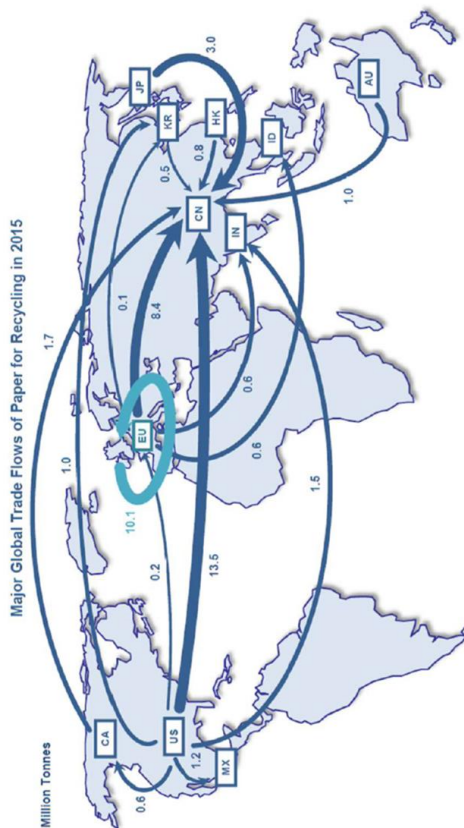 Major Global Trade Flows of Paper for Recycling in 2015
Million Tonnes
1.7
1.0
CA
0.6
US
1.2
MX
0.2
13.5
1.5
10.1
EU
0.1
8.4
0.6
0.6
JP
3.0
KR
0.5
HK
0.8
CN
IN
ID
1.0
AU